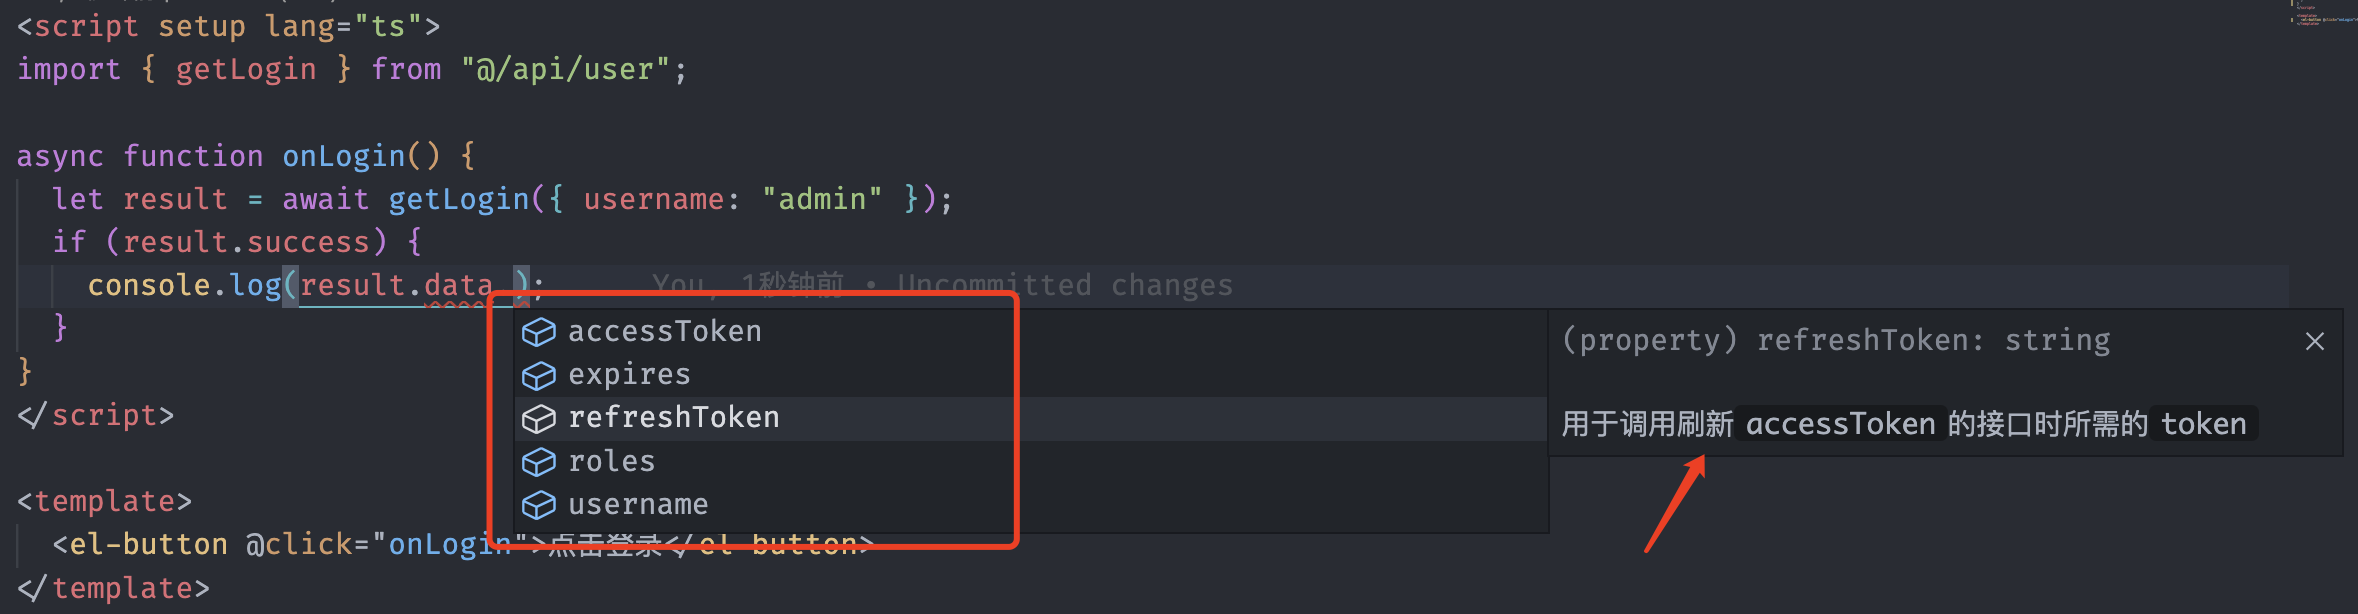 <script setup lang="ts">
import { getLogin } from "@/api/user";
async function onLogin() {
let result = await getLogin({ username: "admin" });
if (result.success) {
console.log(result.data ); You, 1秒钟前 • Uncommitted changes
}
}
</script>
<template>
<el-button @click="onLogin">点击登录</el-button>
</template>
accessToken
expires
refreshToken
roles
username
(property) refreshToken: string
用于调用刷新 accessToken 的接口时所需的 token